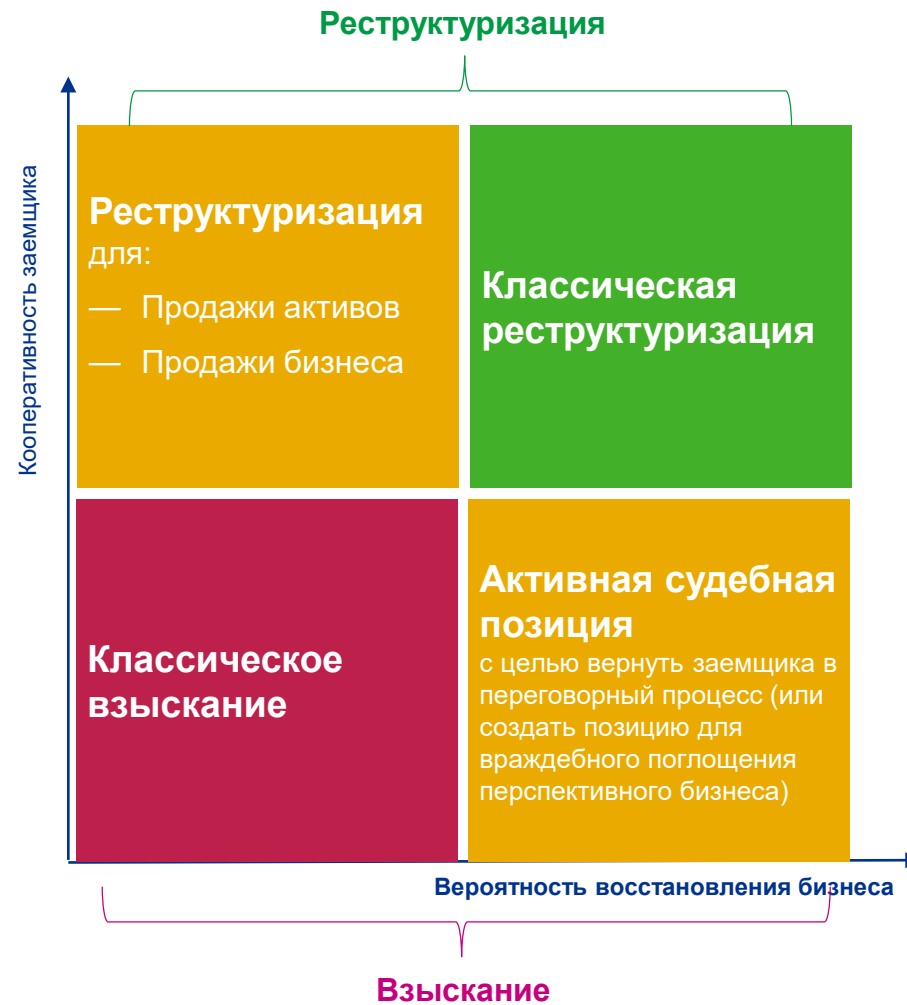 Реструктуризация
Кооперативность заемщика
Реструктуризация
для:
— Продажи активов
— Продажи бизнеса
Классическая
реструктуризация
Классическое
взыскание
Активная судебная
позиция
с целью вернуть заемщика в
переговорный процесс (или
создать позицию для
враждебного поглощения
перспективного бизнеса)
Вероятность восстановления бизнеса
Взыскание